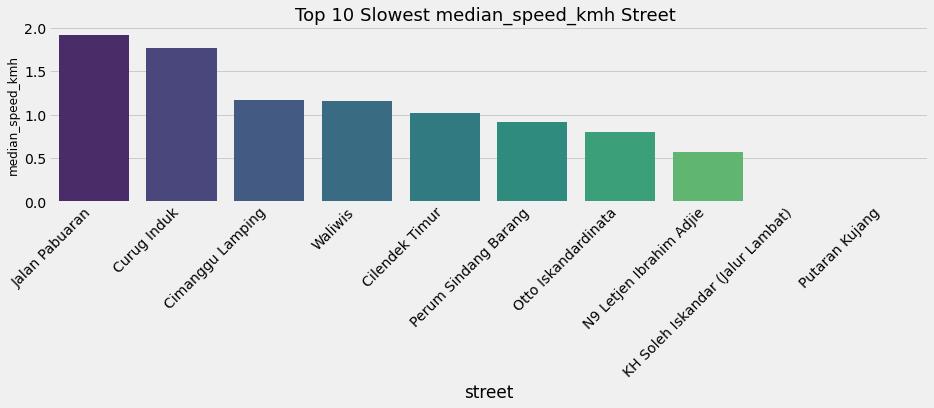 Top 10 Slowest median_speed_kmh Street
median_speed_kmh
2.0
1.5
1.0
0.5
0.0
Jalan Pabuaran
Curug Induk
Cimanggu Lamping
Waliwis
Cilendek Timur
Perum Sindang Barang
Otto Iskandardinata
N9 Letjen Ibrahim Adjie
KH Soleh Iskandar (Jalur Lambat)
Putaran Kujang
street